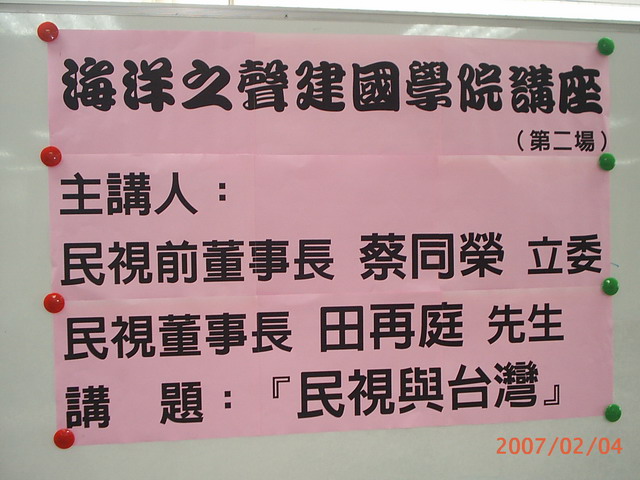 海洋之聲建國學院講座
（第二場）
主講人：
民視前董事長 蔡同榮 立委
民視董事長 田再庭 先生
講 題：『民視與台灣』
2007/02/04